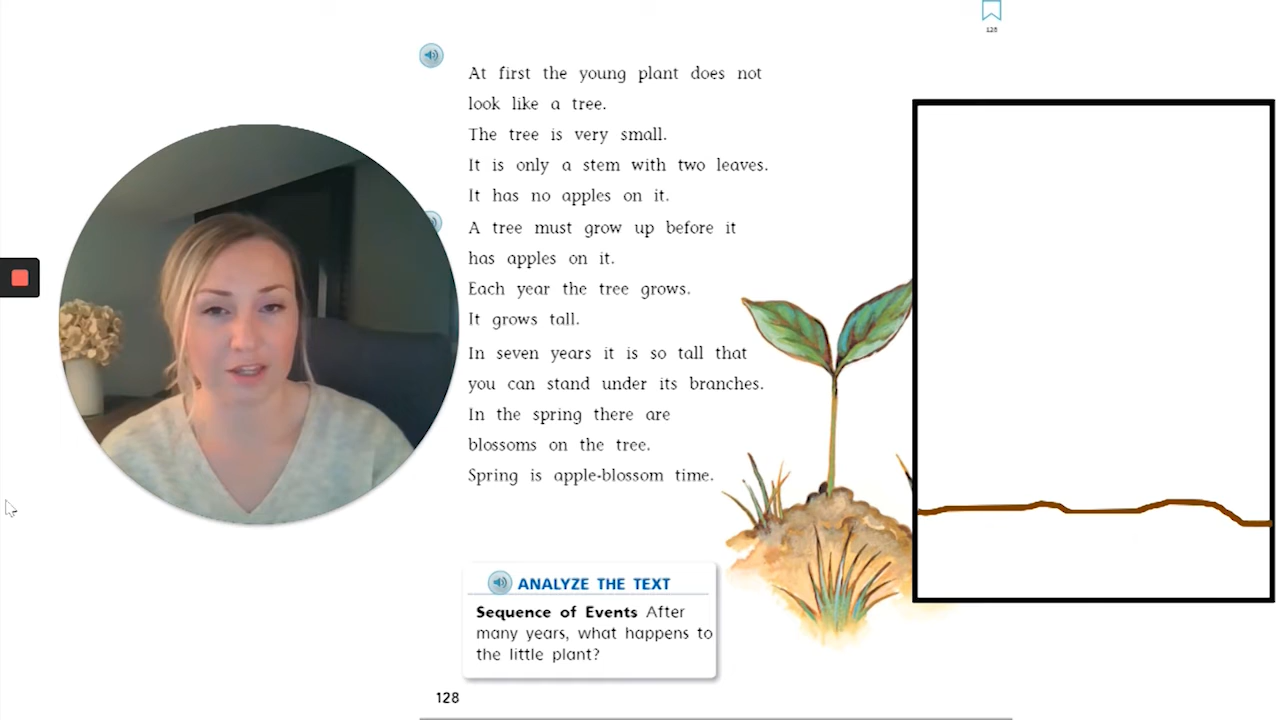 128
At first the young plant does not
look like a tree.
The tree is very small.
It is only a stem with two leaves.
It has no apples on it.
A tree must grow up before it
has apples on it.
Each year the tree grows.
It grows tall.
In seven years it is so tall that
you can stand under its branches.
In the spring there are
blossoms on the tree.
Spring is apple-blossom time.
ANALYZE THE TEXT
Sequence of Events After
many years, what happens to
the little plant?
128